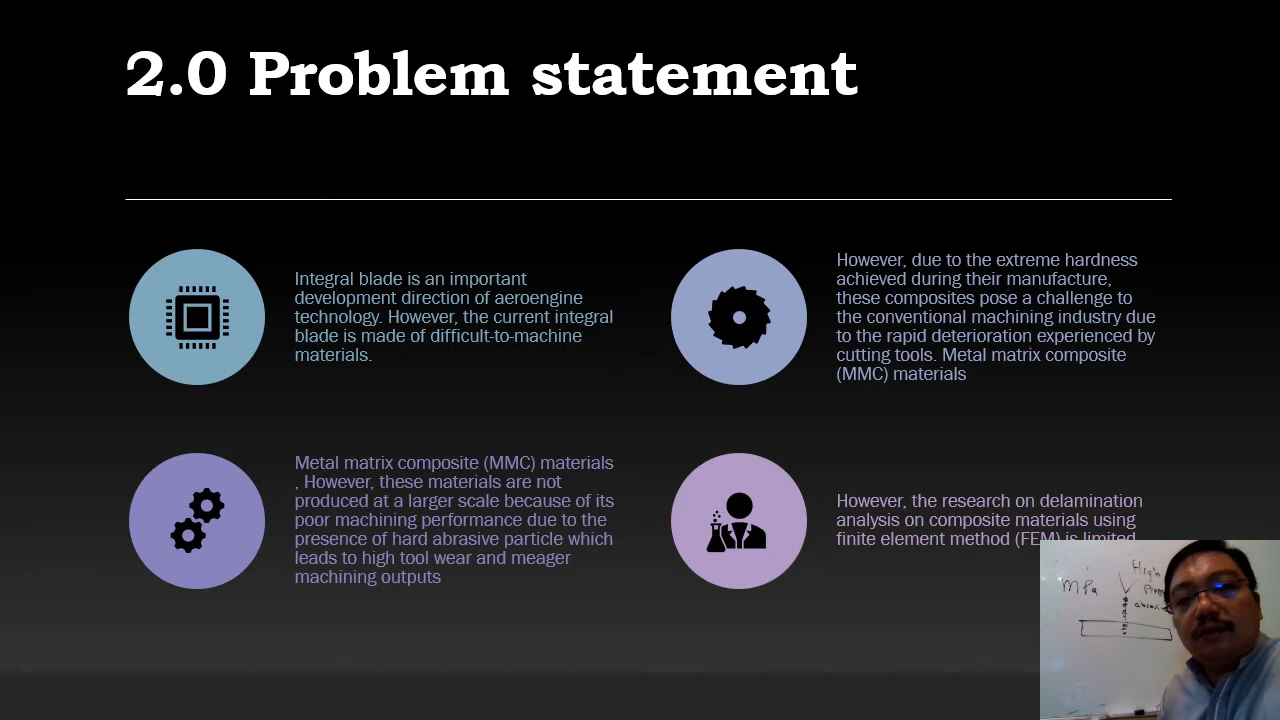 2.0 Problem statement
Integral blade is an important
development direction of aeroengine
technology. However, the current integral
blade is made of difficult-to-machine
materials.
However, due to the extreme hardness
achieved during their manufacture,
these composites pose a challenge to
the conventional machining industry due
to the rapid deterioration experienced by
cutting tools. Metal matrix composite
(MMC) materials
Metal matrix composite (MMC) materials
, However, these materials are not
produced at a larger scale because of its
poor machining performance due to the
presence of hard abrasive particle which
leads to high tool wear and meager
machining outputs
However, the research on delamination
analysis on composite materials using
finite element method (FEM) is limited
MPa
High